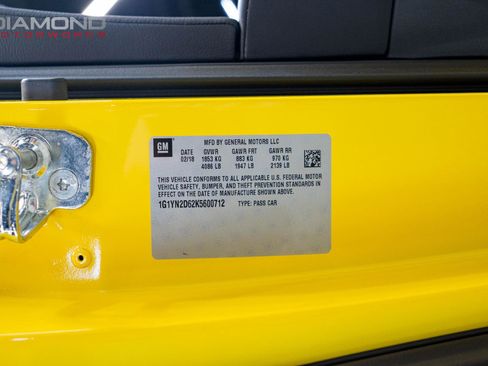 DIAMOND
MOTORWORKS
GM
MFD BY GENERAL MOTORS LLC
DATE GVWR GAWR FRT GAWR RR
02/18 1853 KG 883 KG 970 KG
4086 LB 1947 LB 2139 LB
THIS VEHICLE CONFORMS TO ALL APPLICABLE U.S. FEDERAL MOTOR
VEHICLE SAFETY, BUMPER, AND THEFT PREVENTION STANDARDS IN
EFFECT ON THE DATE OF MANUFACTURE SHOWN ABOVE.
1G1YN2D62K5600712 TYPE: PASS CAR